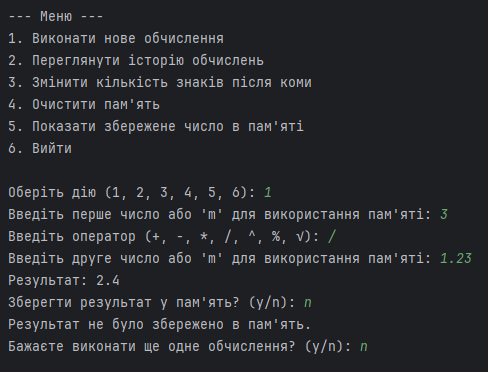 --- Меню ---
1. Виконати нове обчислення
2. Переглянути історію обчислень
3. Змінити кількість знаків після коми
4. Очистити пам'ять
5. Показати збережене число в пам'яті
6. Вийти
Оберіть дію (1, 2, 3, 4, 5, 6): 1
Введіть перше число або 'm' для використання пам'яті: 3
Введіть оператор (+, -, *, /, ^, %, √): /
Введіть друге число або 'm' для використання пам'яті: 1.23
Результат: 2.4
Зберегти результат у пам'ять? (y/n): n
Результат не було збережено в пам'ять.
Бажаєте виконати ще одне обчислення? (y/n): n